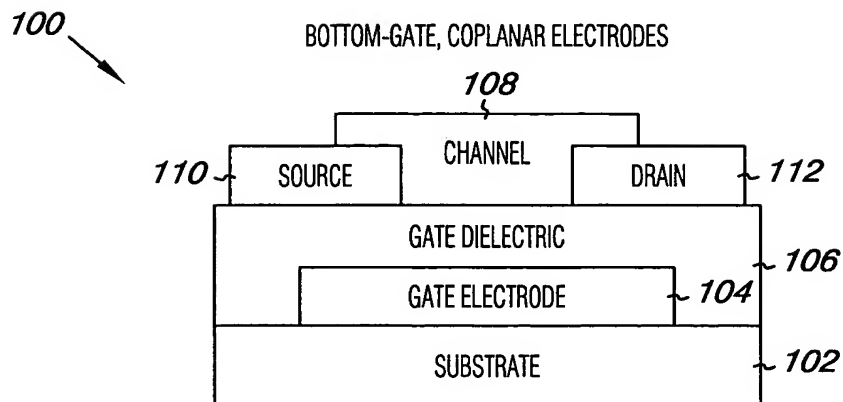 100
BOTTOM-GATE, COPLANAR ELECTRODES
108
CHANNEL
110
SOURCE
DRAIN
112
GATE DIELECTRIC
106
GATE ELECTRODE
104
SUBSTRATE
102